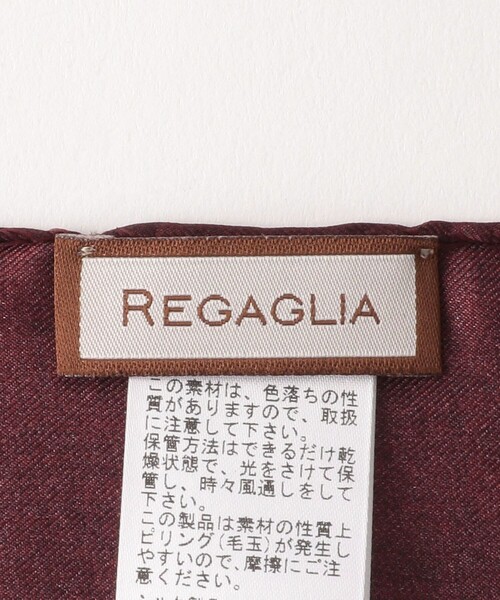 REGAGLIA
この素材は、色落ちの性
質がありますので、取扱
に注意して下さい。
保管方法はできるだけ乾
燥状態で、光をさけて保
管し、時々風通しをして
下さい。
この製品は素材の性質上
ピリング(毛玉)が発生し
やすいので、摩擦にご注
意ください。